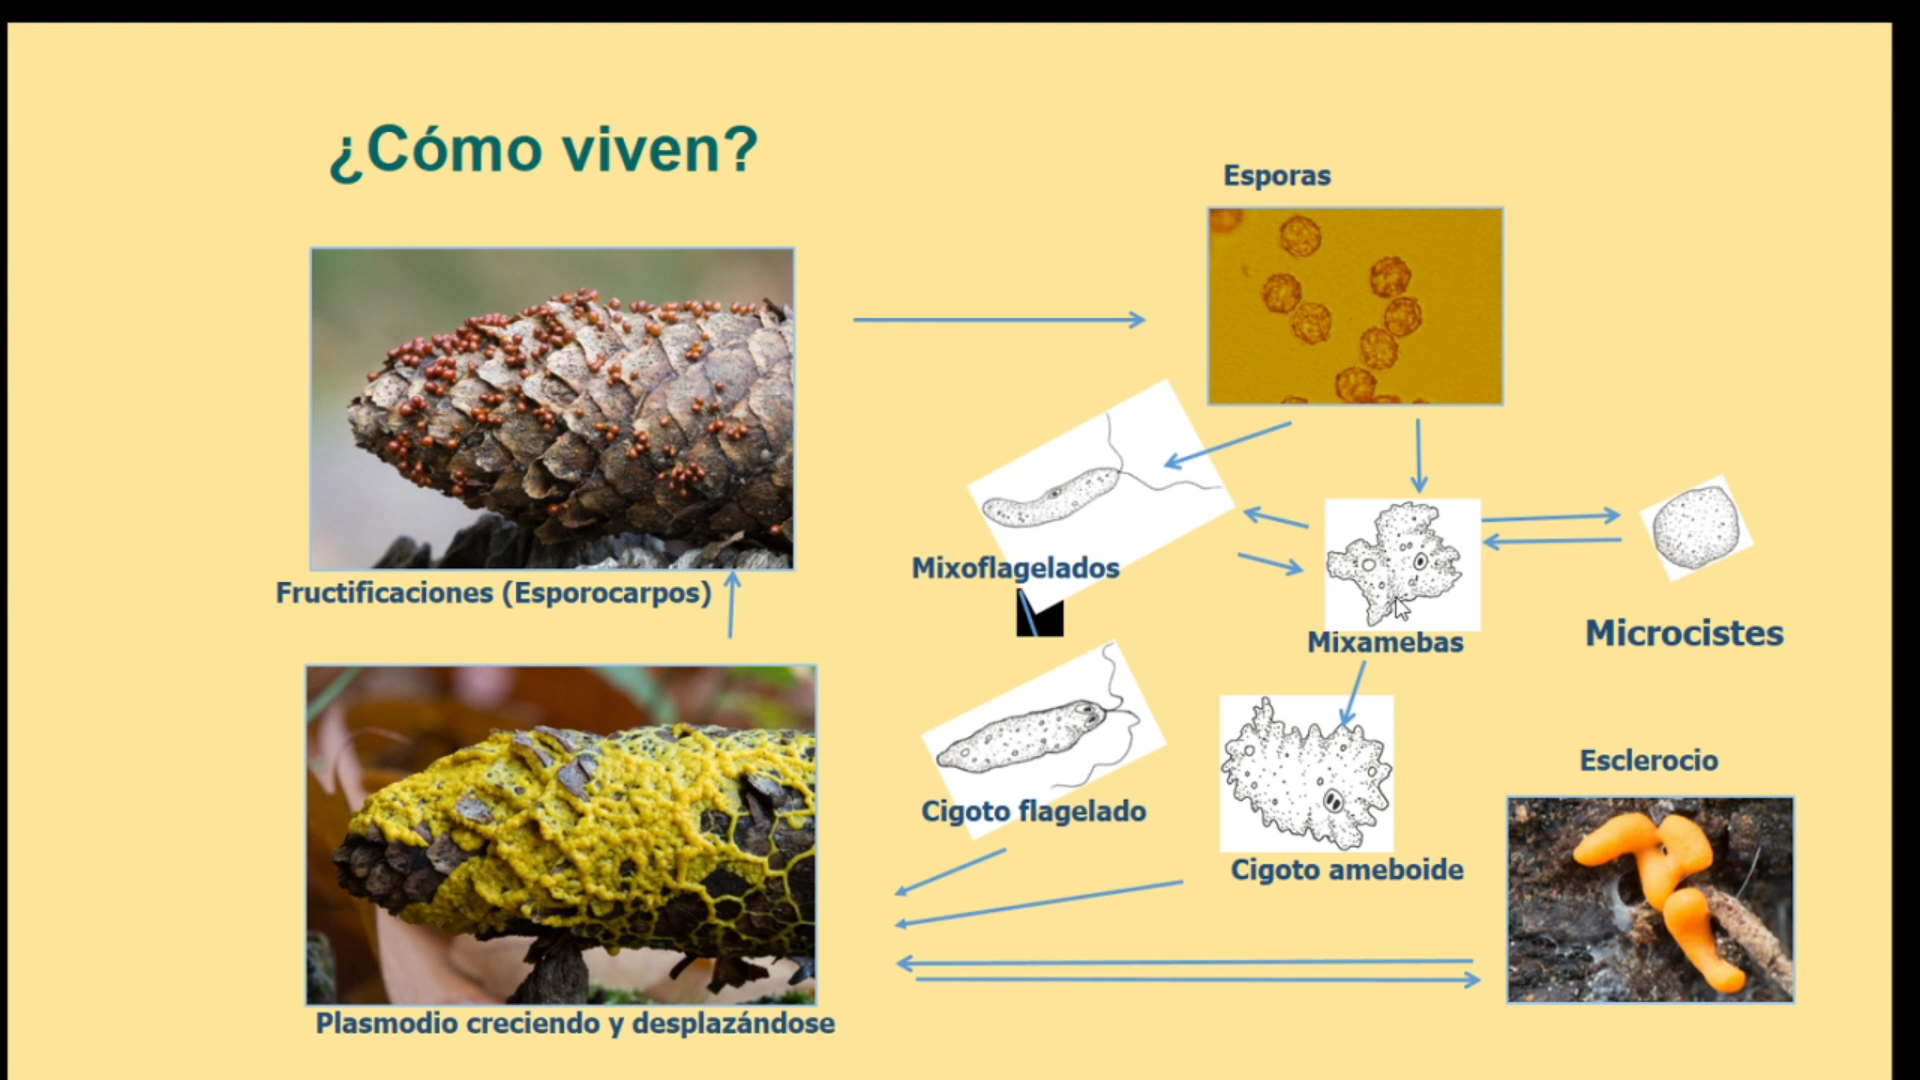 ¿Cómo viven?
Esporas
Mixoflagelados
Fructificaciones (Esporocarpos)
Mixamebas
Microcistes
Esclerocio
Cigoto flagelado
Cigoto ameboide
Plasmodio creciendo y desplazándose